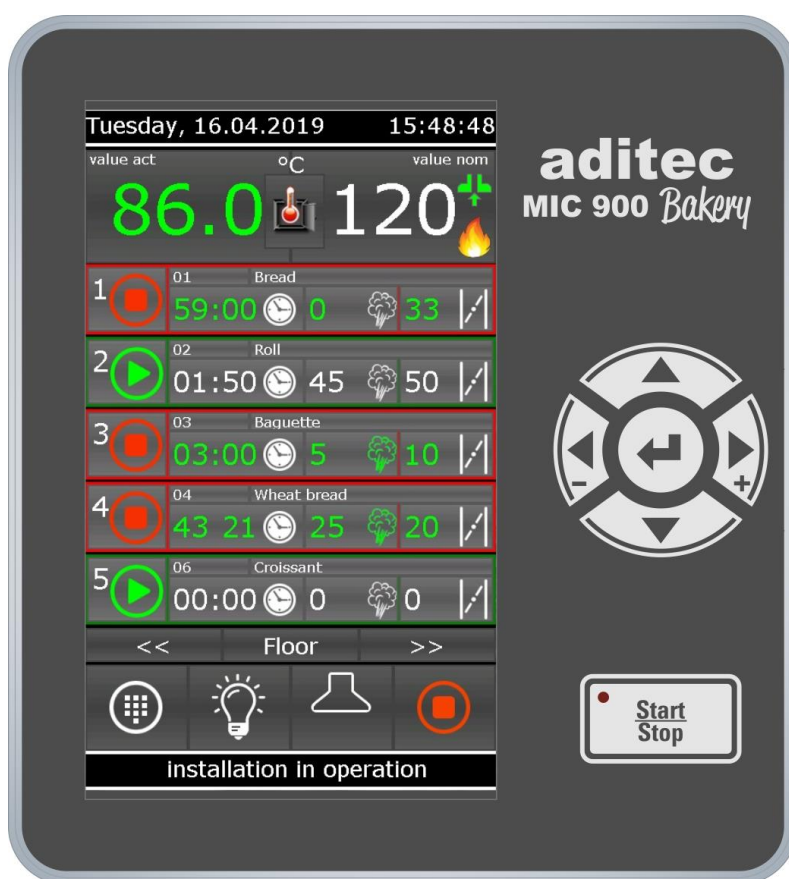 Tuesday, 16.04.2019 15:48:48
value act °C value nom
86.0 120
aditec
MIC 900 Bakery
1 01 Bread
59:00 0 33
2 02 Roll
01:50 45 50
3 03 Baguette
03:00 5 10
4 04 Wheat bread
43 21 25 20
5 06 Croissant
00:00 0 0
<< Floor >>
- +
Start
Stop
installation in operation